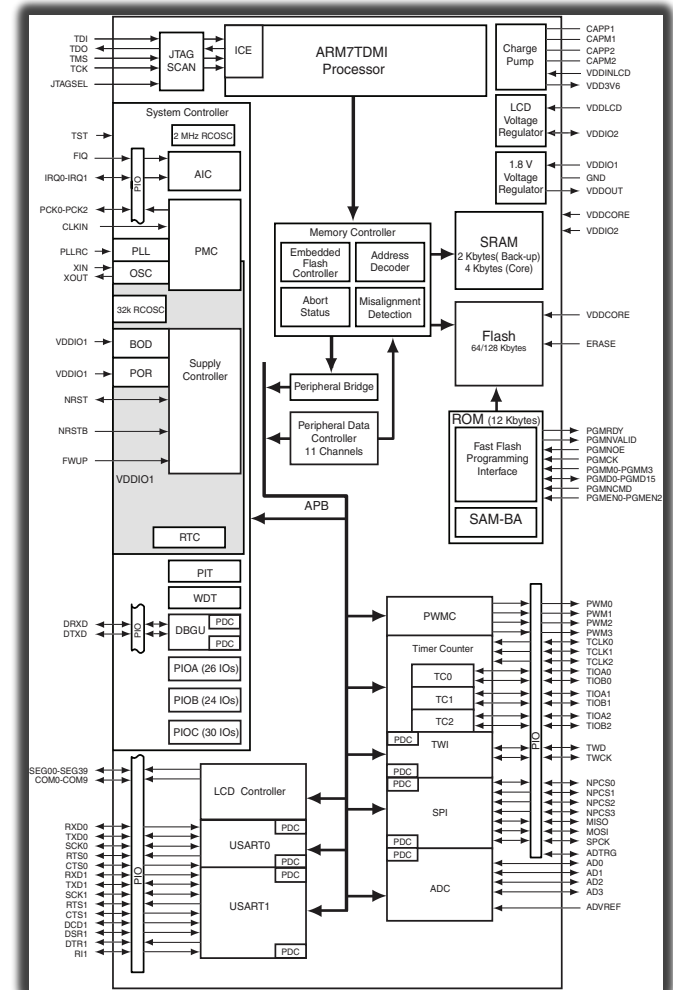 TDI
TDO
TMS
TCK
JTAGSEL
JTAG
SCAN
ICE
ARM7TDMI
Processor
Charge
Pump
CAPP1
CAPM1
CAPP2
CAPM2
VDDINLCD
VDD3V6
LCD
Voltage
Regulator
VDDLCD
VDDIO2
1.8 V
Voltage
Regulator
VDDIO1
GND
VDDOUT
VDDCORE
VDDIO2
System Controller
TST
2 MHz RCOSC
FIQ
IRQ0-IRQ1
PIO
AIC
PCK0-PCK2
CLKIN
PMC
PLLRC
PLL
XIN
XOUT
OSC
32k RCOSC
VDDIO1
BOD
VDDIO1
POR
Supply
Controller
NRST
NRSTB
FWUP
VDDIO1
RTC
Memory Controller
Embedded
Flash
Controller
Address
Decoder
Abort
Status
Misalignment
Detection
SRAM
2 Kbytes( Back-up)
4 Kbytes (Core)
Flash
64/128 Kbytes
VDDCORE
ERASE
Peripheral Bridge
Peripheral Data
Controller
11 Channels
ROM (12 Kbytes)
Fast Flash
Programming
Interface
SAM-BA
PGMRDY
PGMNVALID
PGMNOE
PGMCK
PGMM0-PGMM3
PGMD0-PGMD15
PGMNCMD
PGMEN0-PGMEN2
APB
PIT
WDT
DRXD
DTXD
PIO
DBGU
PDC
PDC
PIOA (26 IOs)
PIOB (24 IOs)
PIOC (30 IOs)
PWMC
Timer Counter
TC0
TC1
TC2
PDC
TWI
PDC
PDC
SPI
PDC
PDC
ADC
PIO
PWM0
PWM1
PWM2
PWM3
TCLK0
TCLK1
TCLK2
TIOA0
TIOB0
TIOA1
TIOB1
TIOA2
TIOB2
TWD
TWCK
NPCS0
NPCS1
NPCS2
NPCS3
MISO
MOSI
SPCK
ADTRG
AD0
AD1
AD2
AD3
ADVREF
SEG00-SEG39
COM0-COM9
PIO
LCD Controller
RXD0
TXD0
SCK0
RTS0
CTS0
RXD1
TXD1
SCK1
RTS1
CTS1
DCD1
DSR1
DTR1
RI1
PDC
USART0
PDC
PDC
USART1
PDC